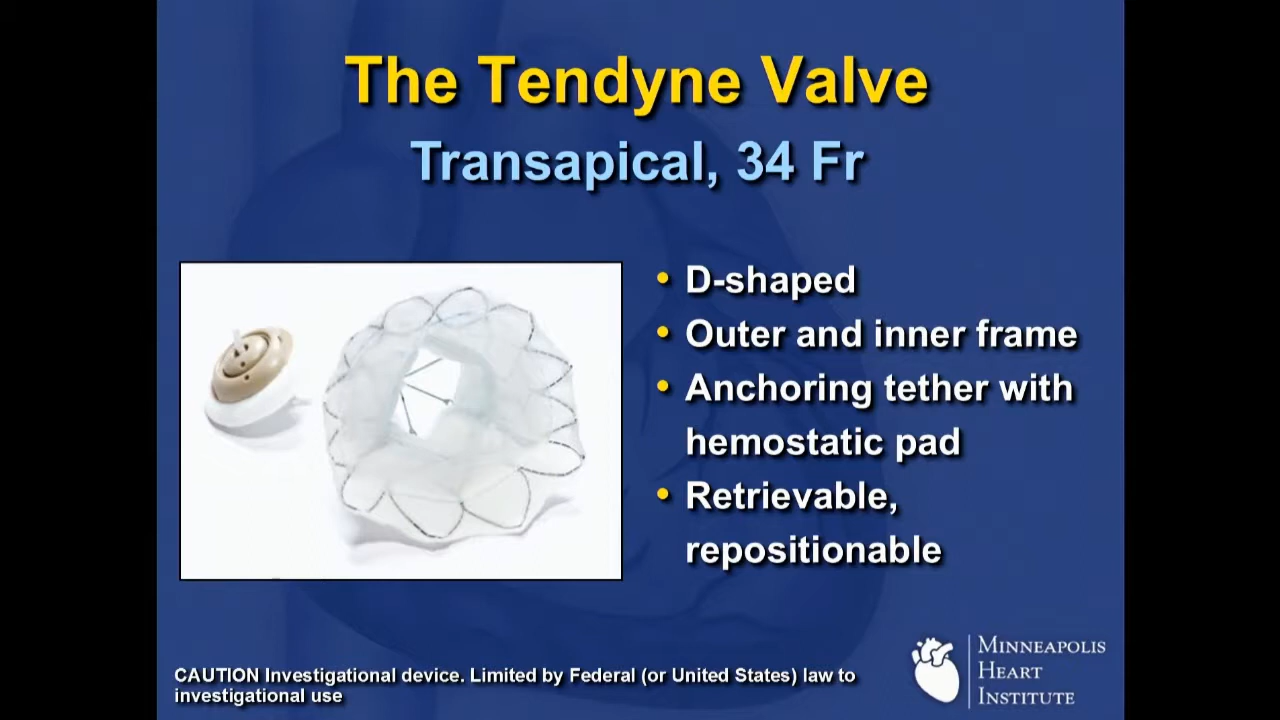 The Tendyne Valve
Transapical, 34 Fr
• D-shaped
• Outer and inner frame
• Anchoring tether with
hemostatic pad
• Retrievable,
repositionable
CAUTION Investigational device. Limited by Federal (or United States) law to
investigational use
MINNEAPOLIS
HEART
INSTITUTE